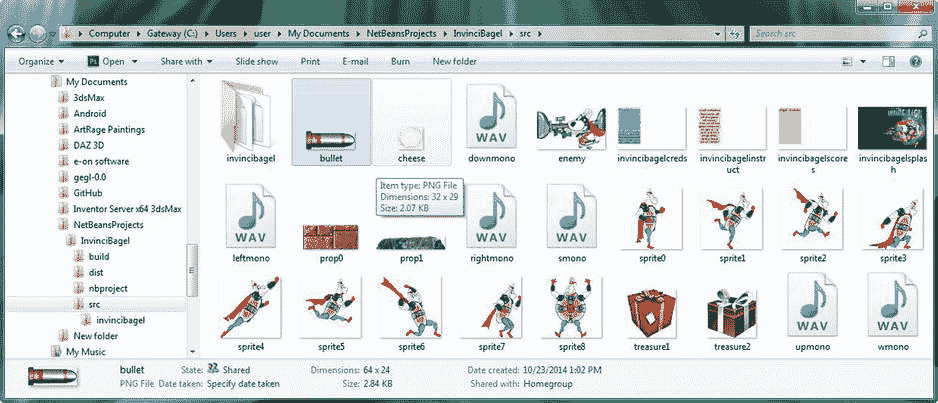 Computer ▸ Gateway (C:) ▸ Users ▸ user ▸ My Documents ▸ NetBeansProjects ▸ InvinciBagel ▸ src ▸
Search src
Organize Open Share with Slide show Print E-mail Burn New folder
My Documents
3dsMax
Android
ArtRage Paintings
DAZ 3D
e-on software
gegl-0.0
GitHub
Inventor Server x64 3dsMax
NetBeansProjects
InvinciBagel
build
dist
nbproject
src
invincibagel
New folder
My Music
WAV
invincibagel bullet cheese downmono enemy invincibagelcreds invincibagelinstruct invincibagelscores invincibagelsplash
Item type: PNG File
Dimensions: 32 x 29
Size: 2.07 KB
WAV WAV WAV
leftmono prop0 prop1 rightmono smono sprite0 sprite1 sprite2 sprite3
WAV WAV
sprite4 sprite5 sprite6 sprite7 sprite8 treasure1 treasure2 upmono wmono
bullet State: Shared Dimensions: 64 x 24 Date created: 10/23/2014 1:02 PM
PNG File Date taken: Specify date taken Size: 2.84 KB Shared with: Homegroup